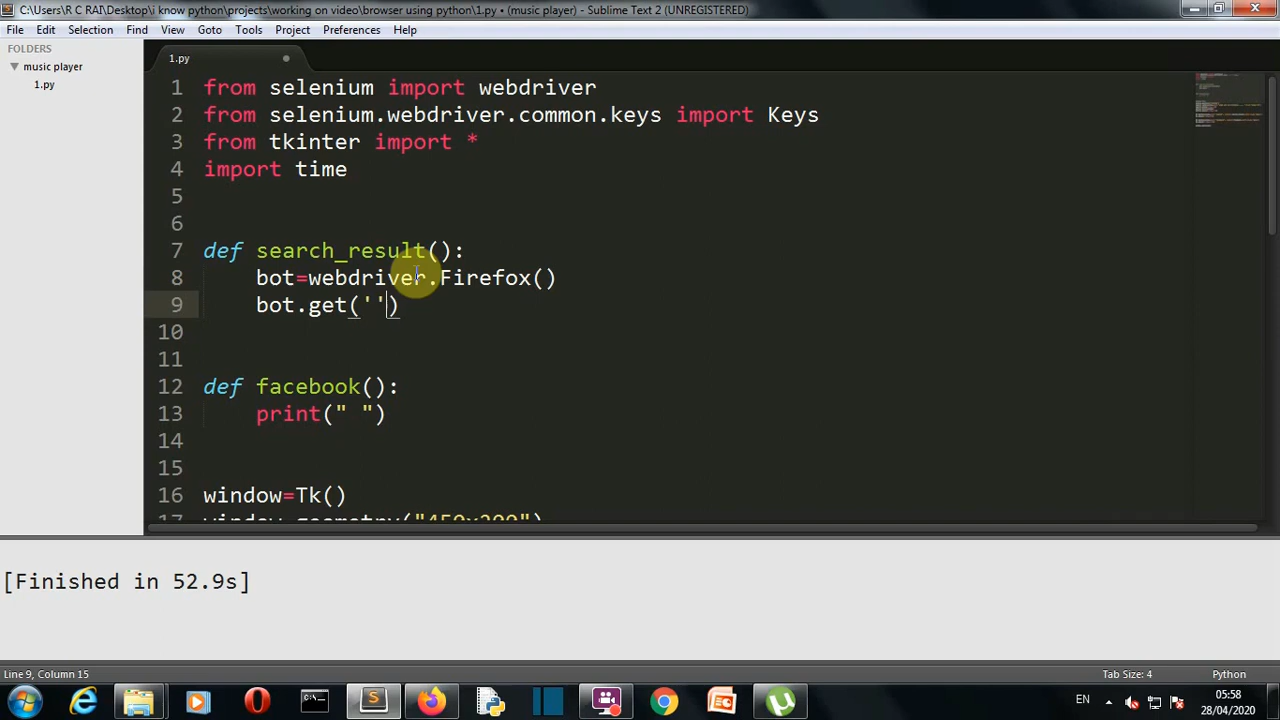 C:\Users\R C RAI\Desktop\i know python\projects\working on video\browser using python\1.py • (music player) - Sublime Text 2 (UNREGISTERED)
File Edit Selection Find View Goto Tools Project Preferences Help
FOLDERS
music player
1.py
1.py
1 from selenium import webdriver
2 from selenium.webdriver.common.keys import Keys
3 from tkinter import *
4 import time
5
6
7 def search_result():
8 bot=webdriver.Firefox()
9 bot.get('')
10
11
12 def facebook():
13 print(" ")
14
15
16 window=Tk()
17 window.geometry("450x300")
[Finished in 52.9s]
Line 9, Column 15
Tab Size: 4
Python
EN
05:58
28/04/2020